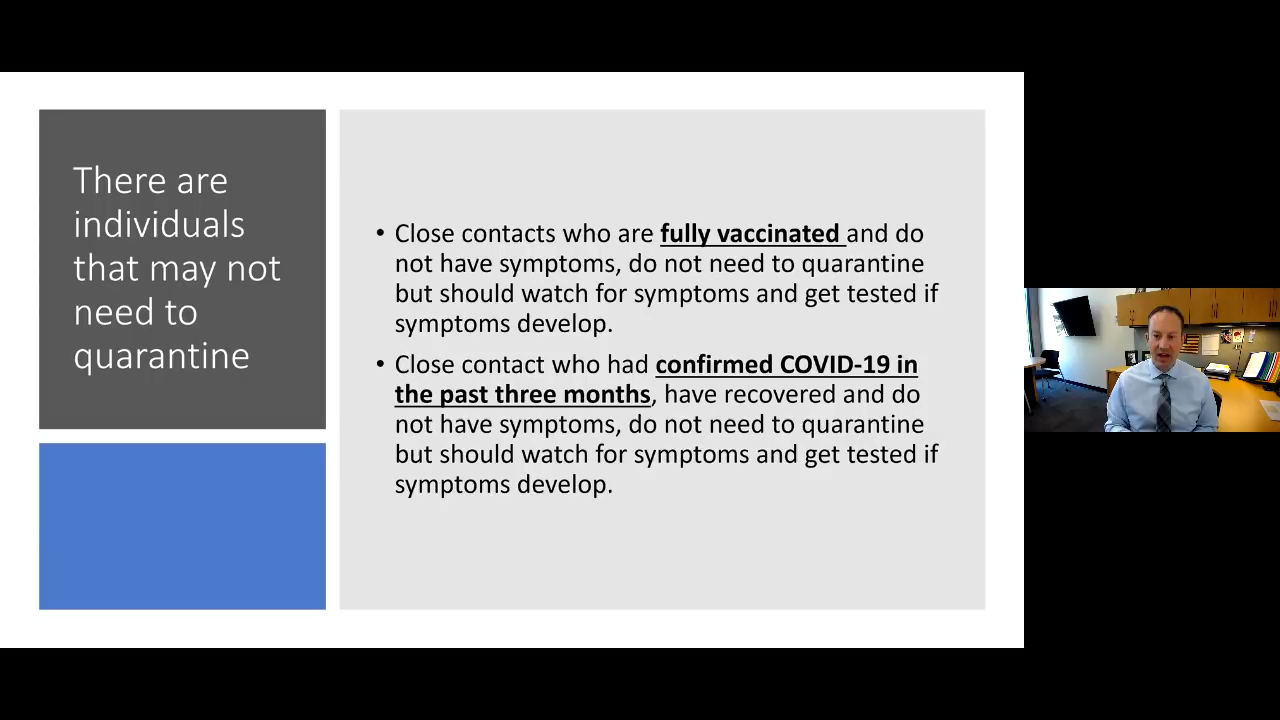 There are
individuals
that may not
need to
quarantine
• Close contacts who are fully vaccinated and do
not have symptoms, do not need to quarantine
but should watch for symptoms and get tested if
symptoms develop.
• Close contact who had confirmed COVID-19 in
the past three months, have recovered and do
not have symptoms, do not need to quarantine
but should watch for symptoms and get tested if
symptoms develop.